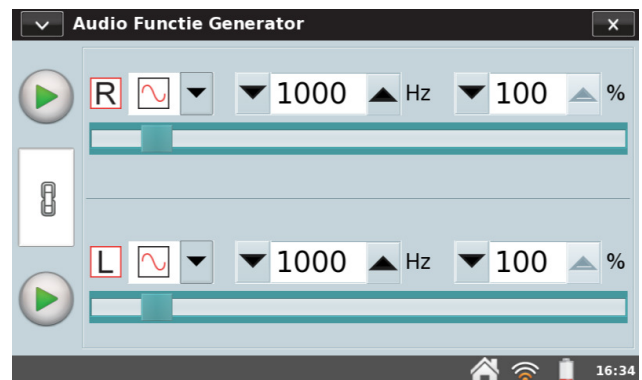 Audio Functie Generator x
R 1000 Hz 100 %
L 1000 Hz 100 %
16:34